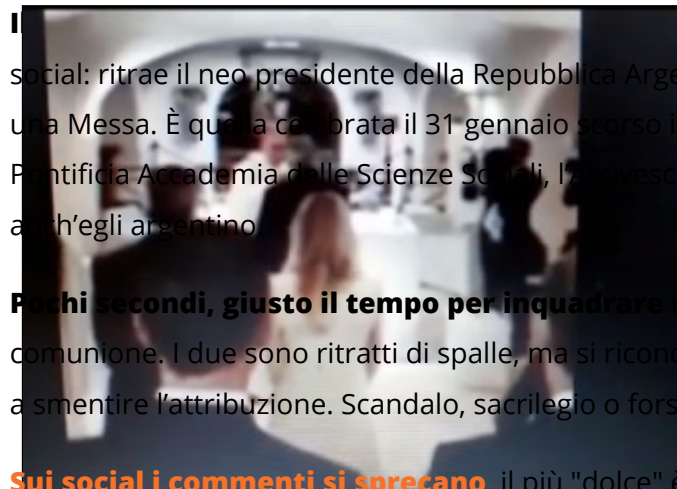 Il
social: ritrae il neo presidente della Repubblica Arge
una Messa. È quella celebrata il 31 gennaio scorso i
Pontificia Accademia delle Scienze Sociali, l'Arcivesc
anch'egli argentino.
Pochi secondi, giusto il tempo per inquadrare
comunione. I due sono ritratti di spalle, ma si ricono
a smentire l'attribuzione. Scandalo, sacrilegio o fors
Sui social i commenti si sprecano, il più "dolce" è